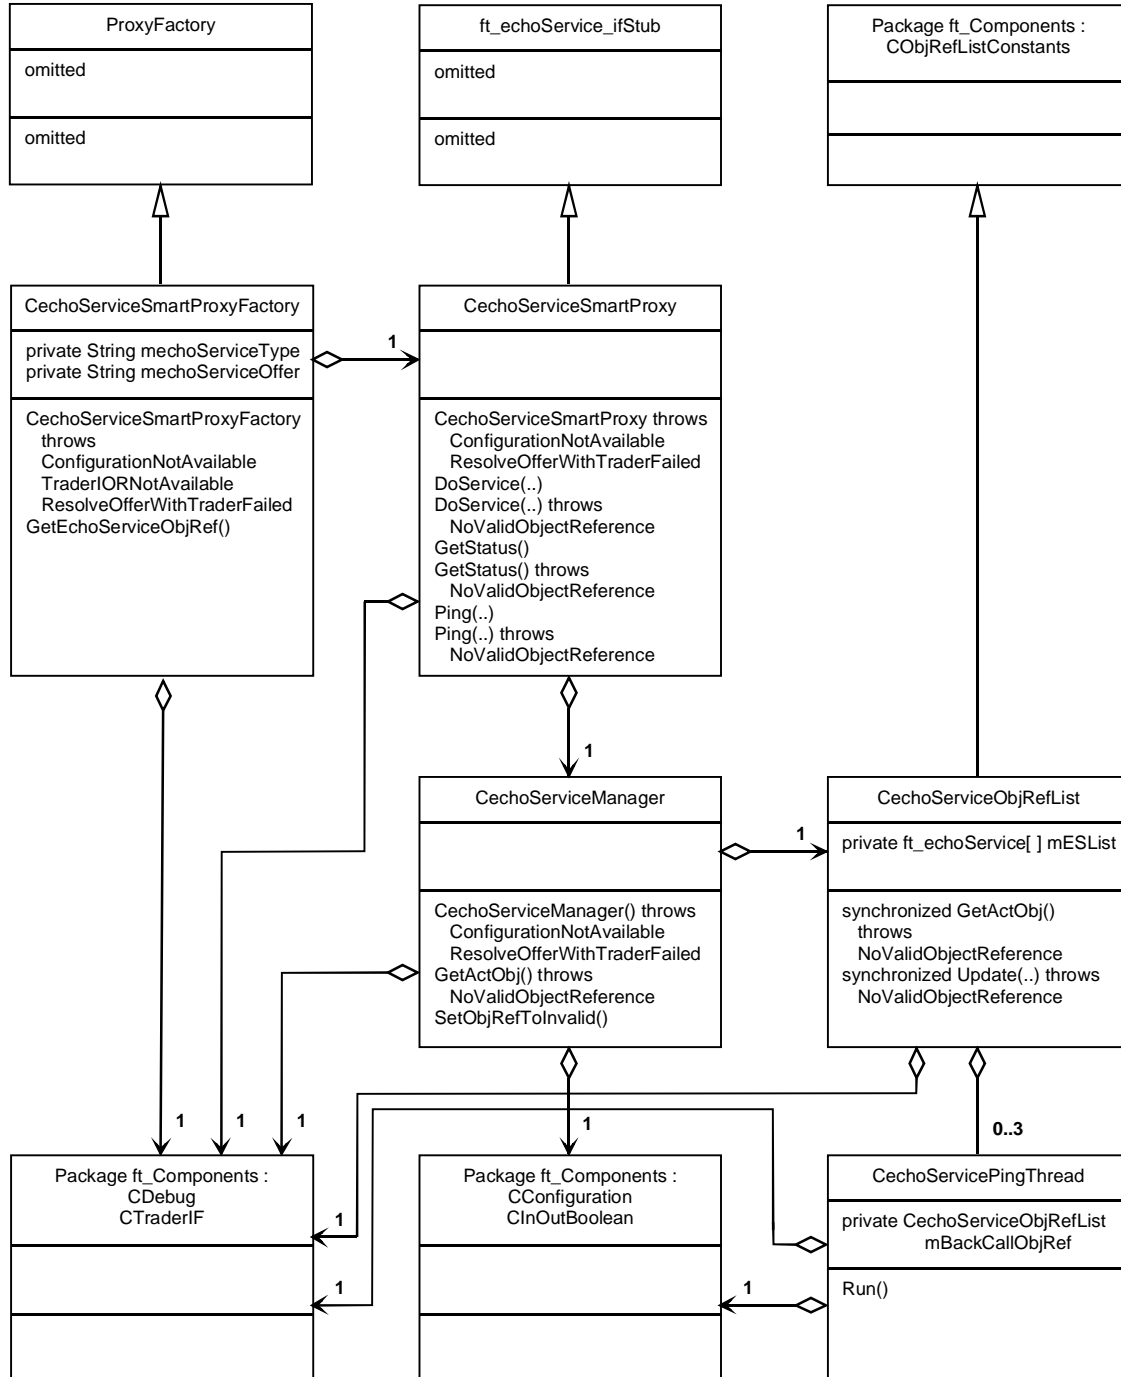 ProxyFactory
omitted
omitted
ft_echoService_ifStub
omitted
omitted
Package ft_Components :
CObjRefListConstants
CechoServiceSmartProxyFactory
private String mechoServiceType
private String mechoServiceOffer
CechoServiceSmartProxyFactory
throws
ConfigurationNotAvailable
TraderIORNotAvailable
ResolveOfferWithTraderFailed
GetEchoServiceObjRef()
1
CechoServiceSmartProxy
CechoServiceSmartProxy throws
ConfigurationNotAvailable
ResolveOfferWithTraderFailed
DoService(..)
DoService(..) throws
NoValidObjectReference
GetStatus()
GetStatus() throws
NoValidObjectReference
Ping(..)
Ping(..) throws
NoValidObjectReference
1
CechoServiceManager
CechoServiceManager() throws
ConfigurationNotAvailable
ResolveOfferWithTraderFailed
GetActObj() throws
NoValidObjectReference
SetObjRefToInvalid()
1
CechoServiceObjRefList
private ft_echoService[ ] mESList
synchronized GetActObj()
throws
NoValidObjectReference
synchronized Update(..) throws
NoValidObjectReference
1
1
1
1
0..3
Package ft_Components :
CDebug
CTraderIF
1
1
Package ft_Components :
CConfiguration
CInOutBoolean
1
CechoServicePingThread
private CechoServiceObjRefList
mBackCallObjRef
Run()